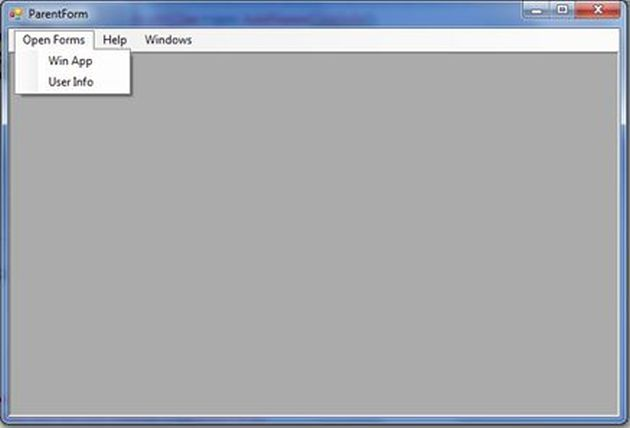 ParentForm
Open Forms Help Windows
Win App
User Info